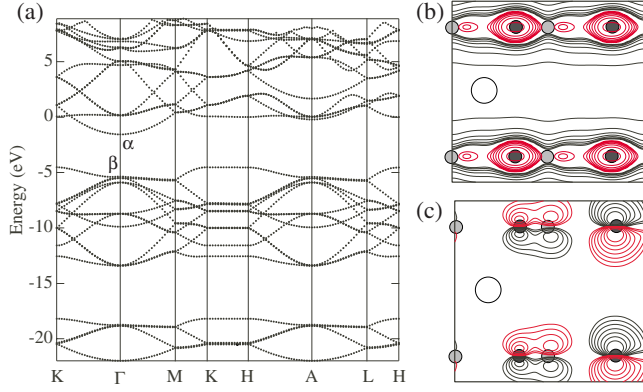 (a)
Energy (eV)
5
0
-5
-10
-15
-20
α
β
K Γ M K H A L H
(b)
(c)